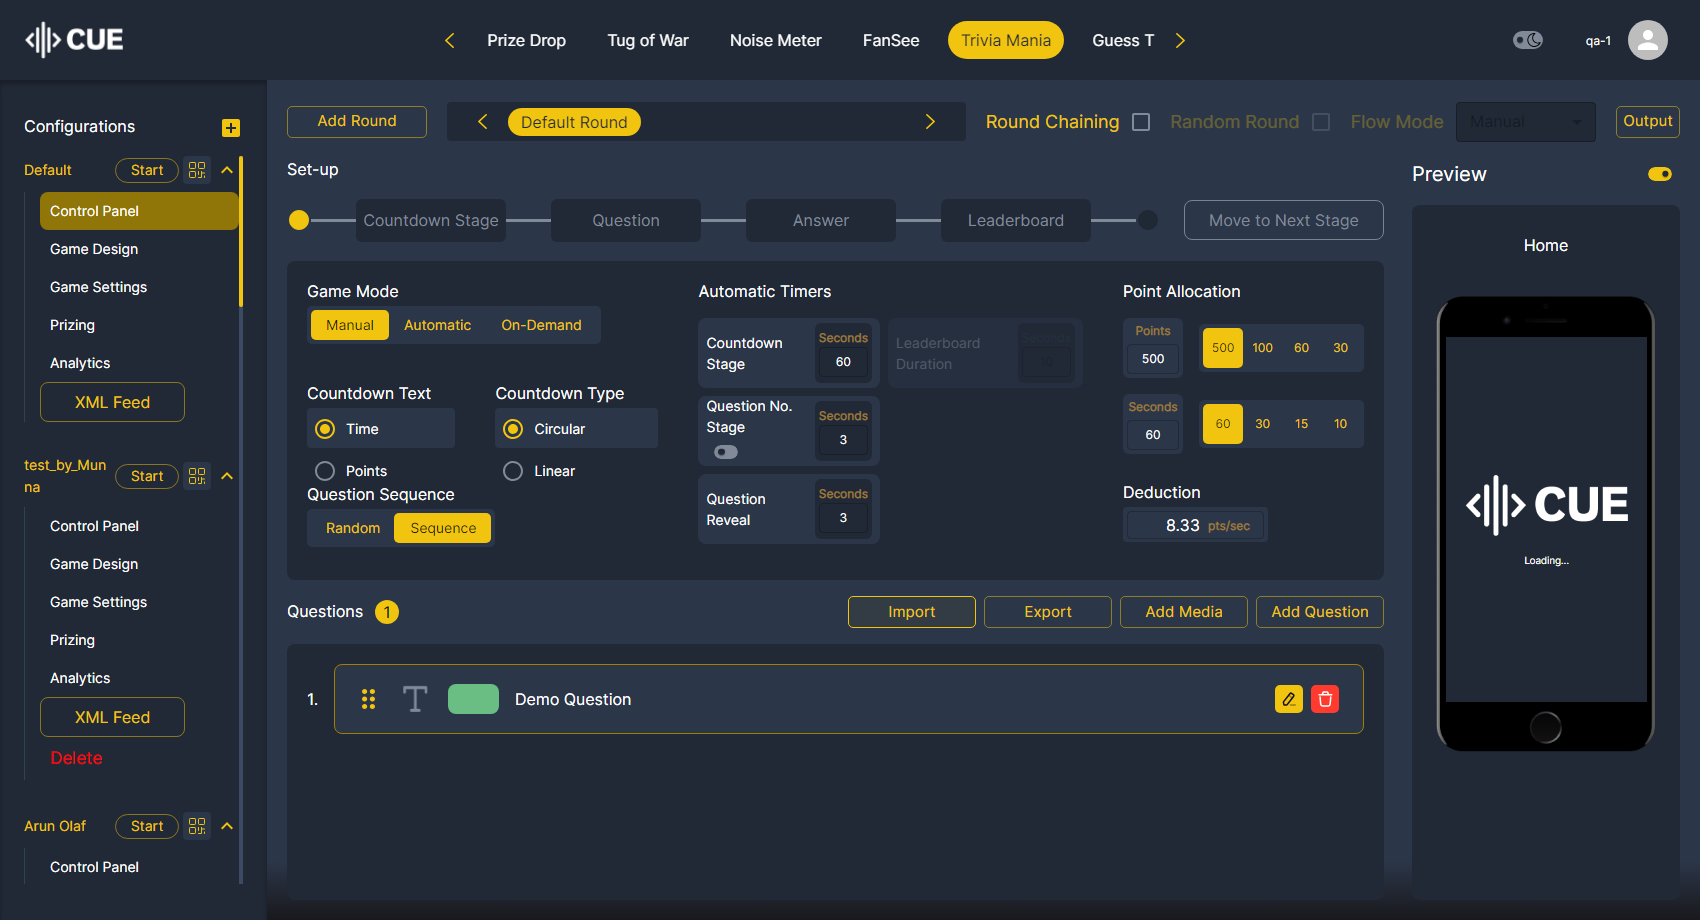 CUE
Prize Drop
Tug of War
Noise Meter
FanSee
Trivia Mania
Guess T
qa-1
Configurations
Default
Start
Control Panel
Game Design
Game Settings
Prizing
Analytics
XML Feed
test_by_Mun
na
Start
Control Panel
Game Design
Game Settings
Prizing
Analytics
XML Feed
Delete
Arun Olaf
Start
Control Panel
Add Round
Default Round
Round Chaining
Random Round
Flow Mode
Manual
Output
Set-up
Countdown Stage
Question
Answer
Leaderboard
Move to Next Stage
Game Mode
Manual
Automatic
On-Demand
Countdown Text
Time
Points
Countdown Type
Circular
Linear
Question Sequence
Random
Sequence
Automatic Timers
Countdown
Stage
Seconds
60
Leaderboard
Duration
Seconds
10
Question No.
Stage
Seconds
3
Question
Reveal
Seconds
3
Point Allocation
Points
500
500
100
60
30
Seconds
60
60
30
15
10
Deduction
8.33 pts/sec
Questions 1
Import
Export
Add Media
Add Question
1.
T
Demo Question
Preview
Home
CUE
Loading...